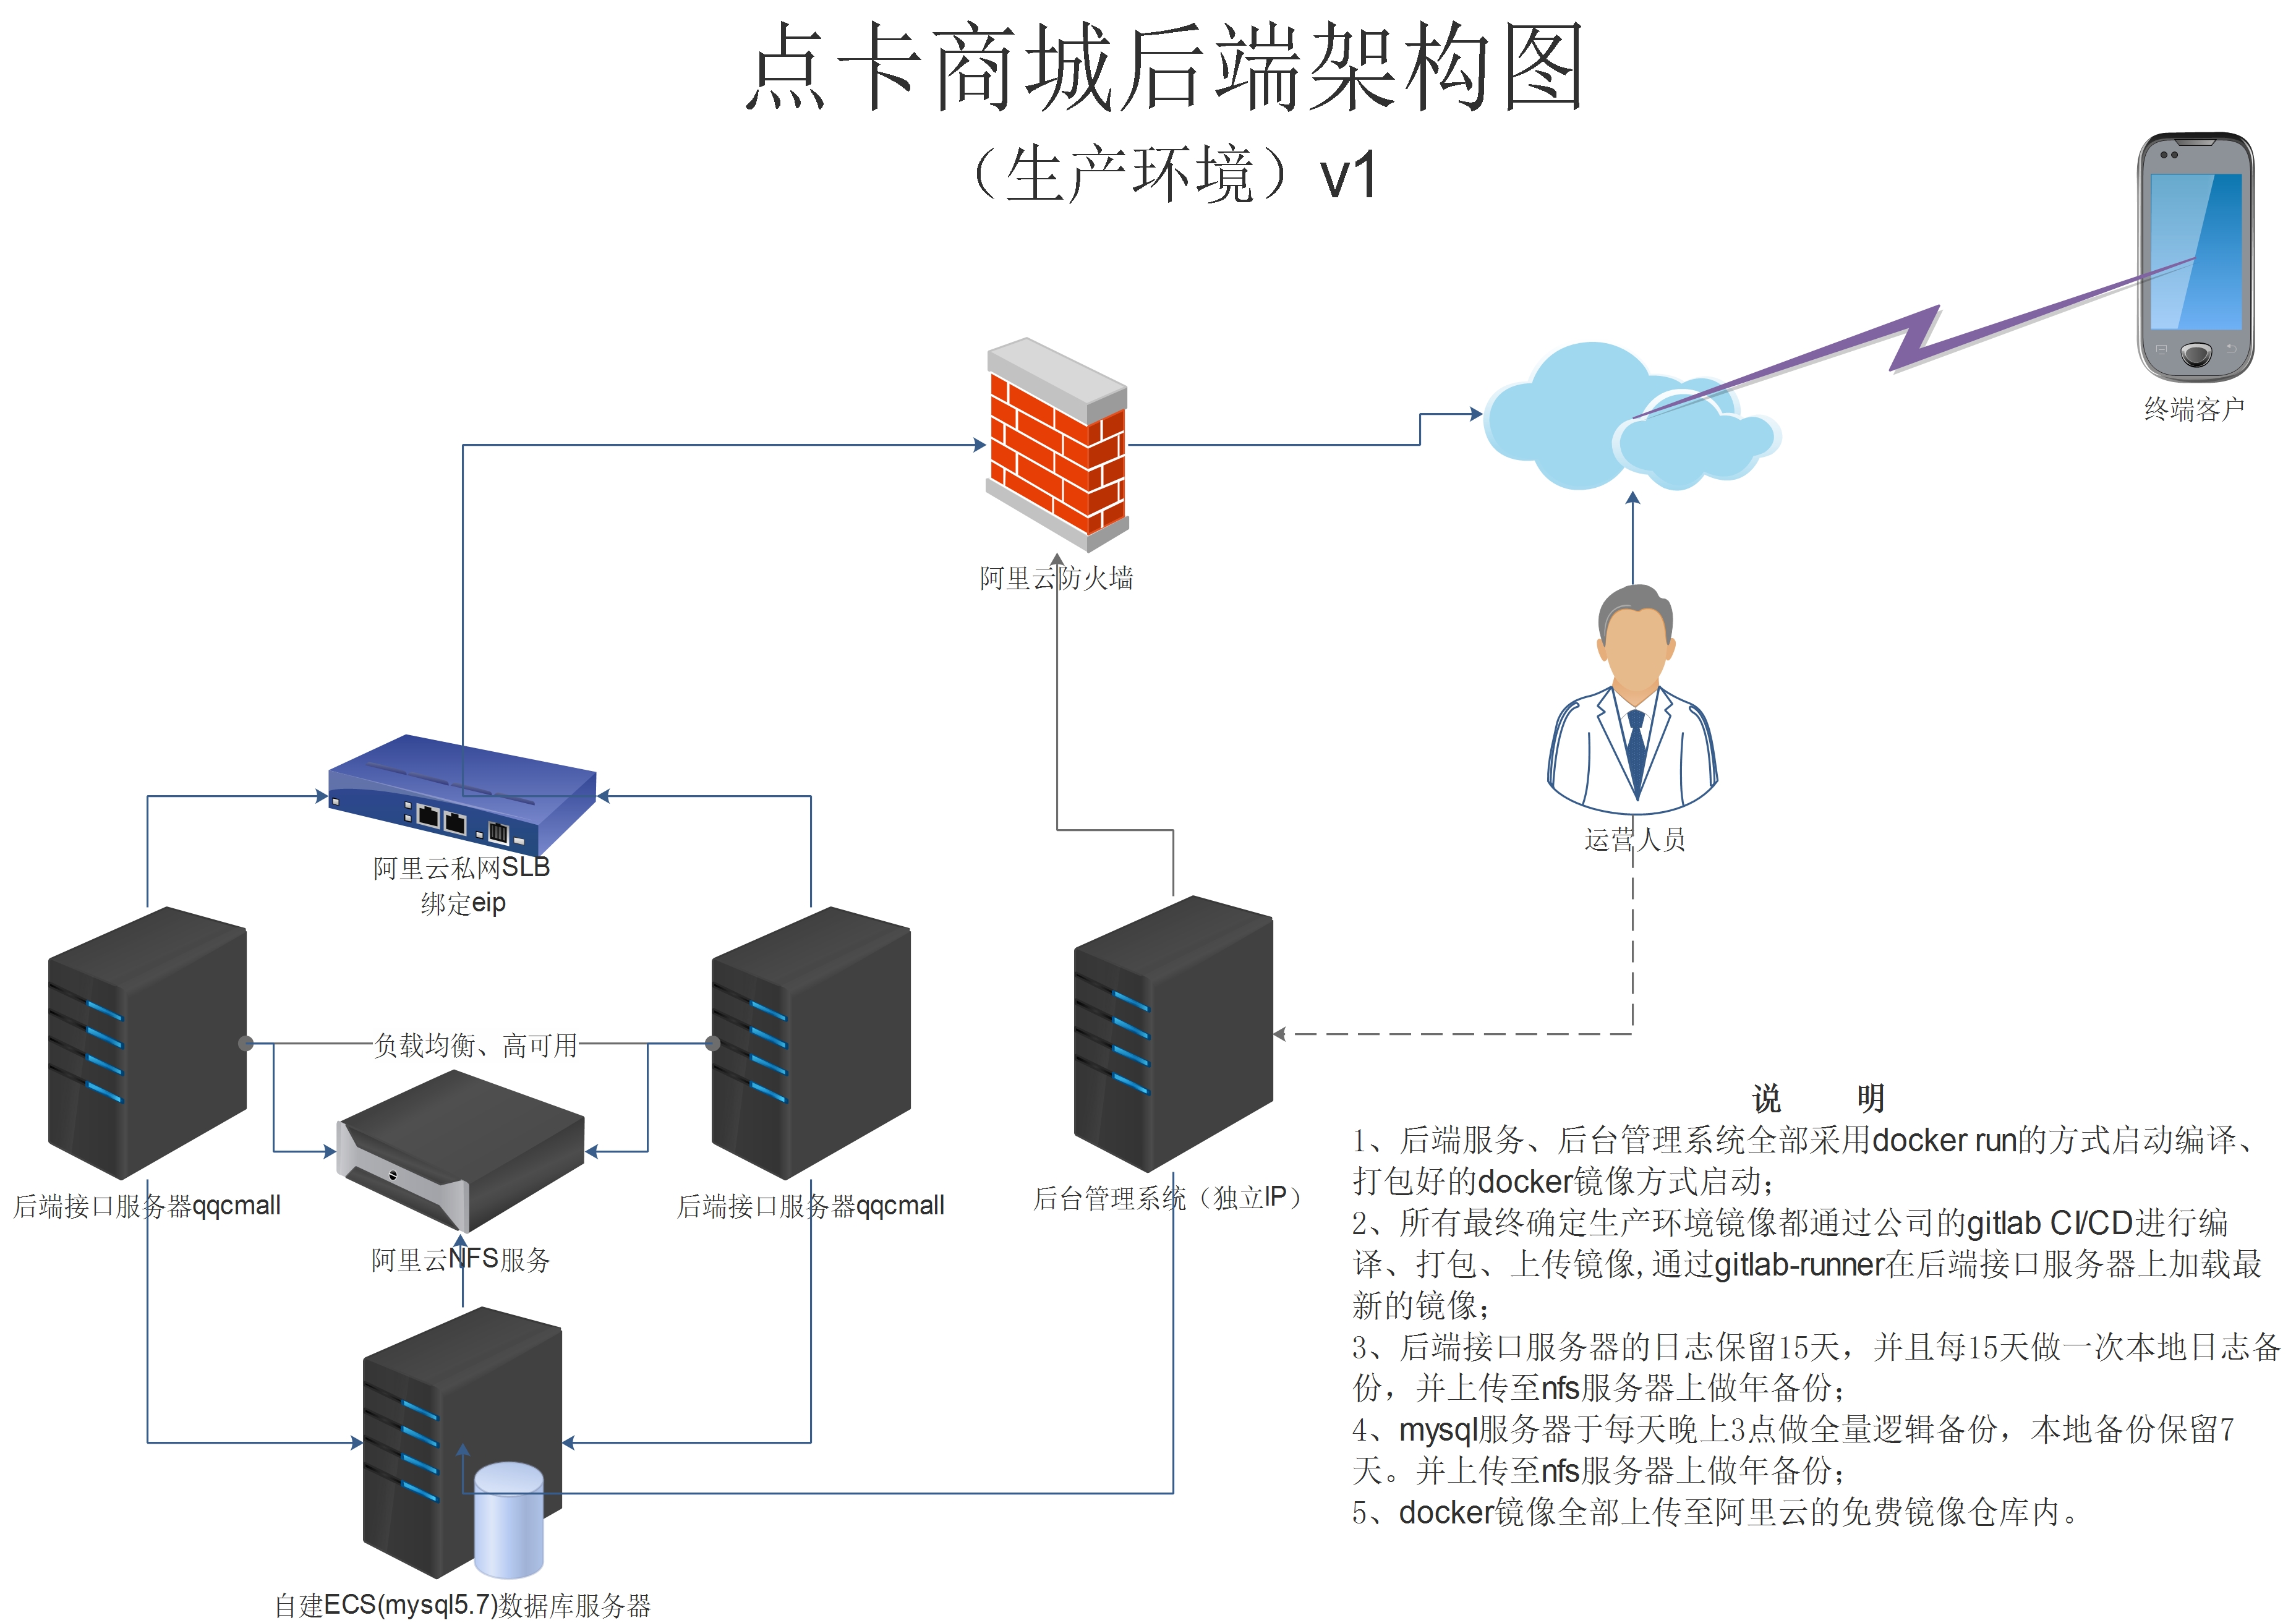 点卡商城后端架构图
（生产环境）v1
终端客户
阿里云防火墙
运营人员
阿里云私网SLB
绑定eip
负载均衡、高可用
后端接口服务器qqcmall
后端接口服务器qqcmall
后台管理系统（独立IP）
阿里云NFS服务
自建ECS(mysql5.7)数据库服务器
说 明
1、后端服务、后台管理系统全部采用docker run的方式启动编译、
打包好的docker镜像方式启动；
2、所有最终确定生产环境镜像都通过公司的gitlab CI/CD进行编
译、打包、上传镜像,通过gitlab-runner在后端接口服务器上加载最
新的镜像；
3、后端接口服务器的日志保留15天，并且每15天做一次本地日志备
份，并上传至nfs服务器上做年备份；
4、mysql服务器于每天晚上3点做全量逻辑备份，本地备份保留7
天。并上传至nfs服务器上做年备份；
5、docker镜像全部上传至阿里云的免费镜像仓库内。